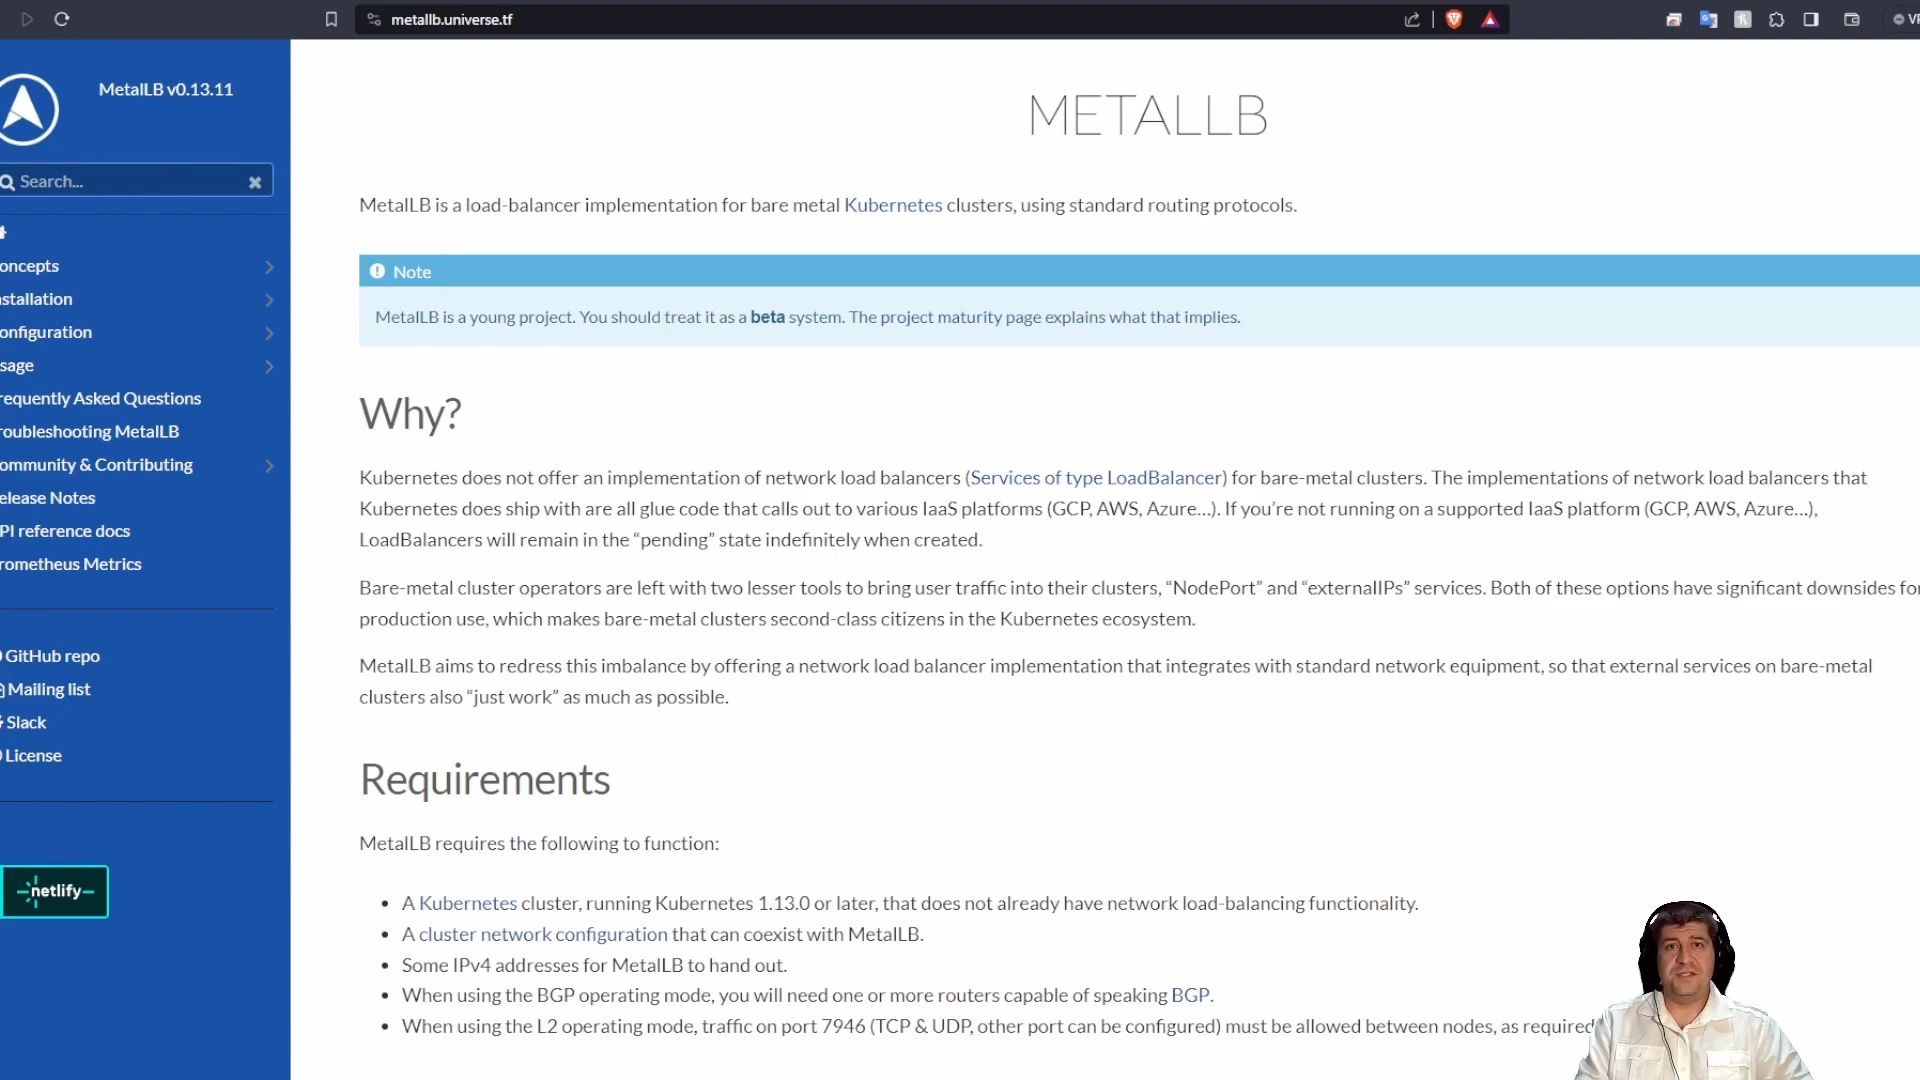 metallb.universe.tf
VP
MetalLB v0.13.11
Search...
oncepts
nstallation
onfiguration
sage
requently Asked Questions
roubleshooting MetalLB
ommunity & Contributing
elease Notes
PI reference docs
rometheus Metrics
GitHub repo
Mailing list
Slack
License
netlify
METALLB
MetalLB is a load-balancer implementation for bare metal Kubernetes clusters, using standard routing protocols.
Note
MetalLB is a young project. You should treat it as a beta system. The project maturity page explains what that implies.
Why?
Kubernetes does not offer an implementation of network load balancers (Services of type LoadBalancer) for bare-metal clusters. The implementations of network load balancers that
Kubernetes does ship with are all glue code that calls out to various IaaS platforms (GCP, AWS, Azure…). If you’re not running on a supported IaaS platform (GCP, AWS, Azure…),
LoadBalancers will remain in the “pending” state indefinitely when created.
Bare-metal cluster operators are left with two lesser tools to bring user traffic into their clusters, “NodePort” and “externalIPs” services. Both of these options have significant downsides for
production use, which makes bare-metal clusters second-class citizens in the Kubernetes ecosystem.
MetalLB aims to redress this imbalance by offering a network load balancer implementation that integrates with standard network equipment, so that external services on bare-metal
clusters also “just work” as much as possible.
Requirements
MetalLB requires the following to function:
• A Kubernetes cluster, running Kubernetes 1.13.0 or later, that does not already have network load-balancing functionality.
• A cluster network configuration that can coexist with MetalLB.
• Some IPv4 addresses for MetalLB to hand out.
• When using the BGP operating mode, you will need one or more routers capable of speaking BGP.
• When using the L2 operating mode, traffic on port 7946 (TCP & UDP, other port can be configured) must be allowed between nodes, as required